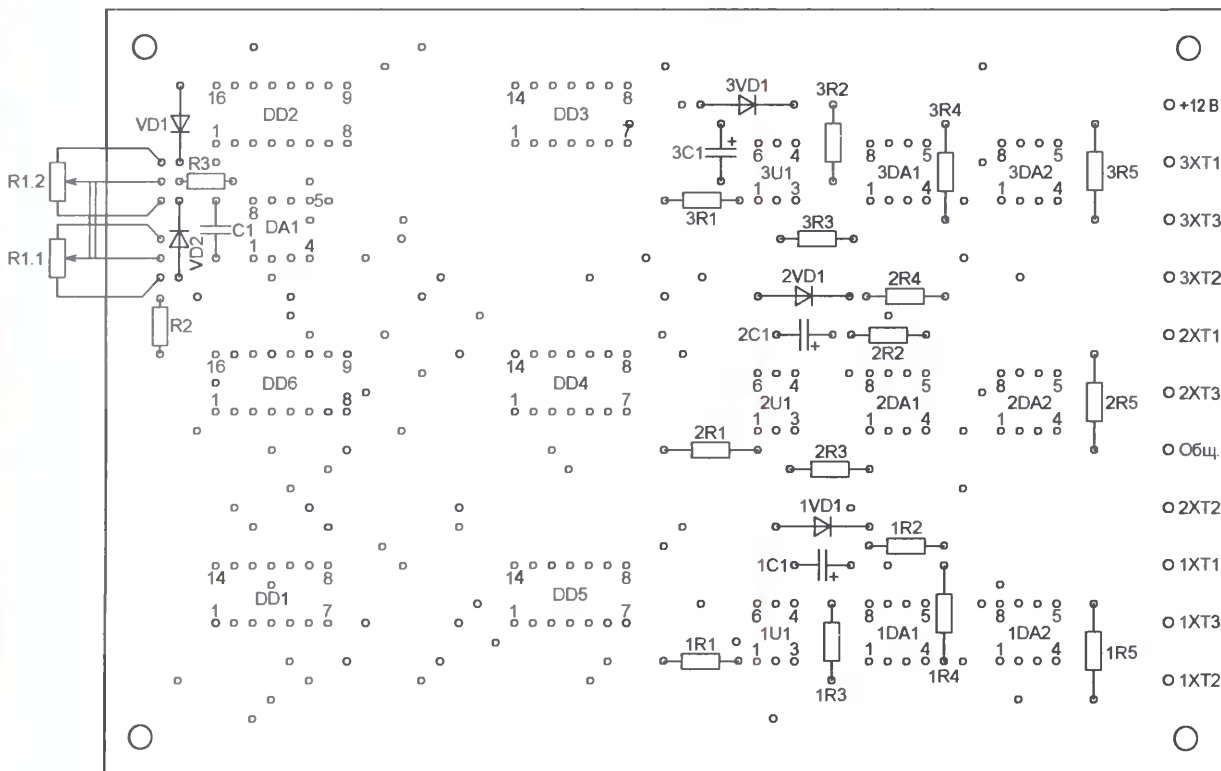 3VD1 3R2
16 9 14 8 3R4 +12 В
VD1 DD2 DD3
1 8 1 7 3C1 + 6 4 8 5 8 5 3XT1
R1.2 R3 3U1 3DA1 3DA2 3R5
8 5 1 3 1 4 1 4
C1 DA1 3R1 3XT3
R1.1 VD2 1 4 3R3
2VD1 2R4 3XT2
R2 2C1 + 2R2 2XT1
16 9 14 8
DD6 DD4 6 4 8 5 8 5
1 8 1 7 2U1 2DA1 2DA2 2R5 2XT3
1 3 1 4 1 4
2R1 2R3 Общ.
1VD1 2XT2
1R2
14 8 14 8 1C1 + 1XT1
DD1 DD5
1 7 1 7 6 4 8 5 8 5 1XT3
1U1 1DA1 1DA2
1R1 1 3 1 4 1 4 1R5
1R3 1R4 1XT2